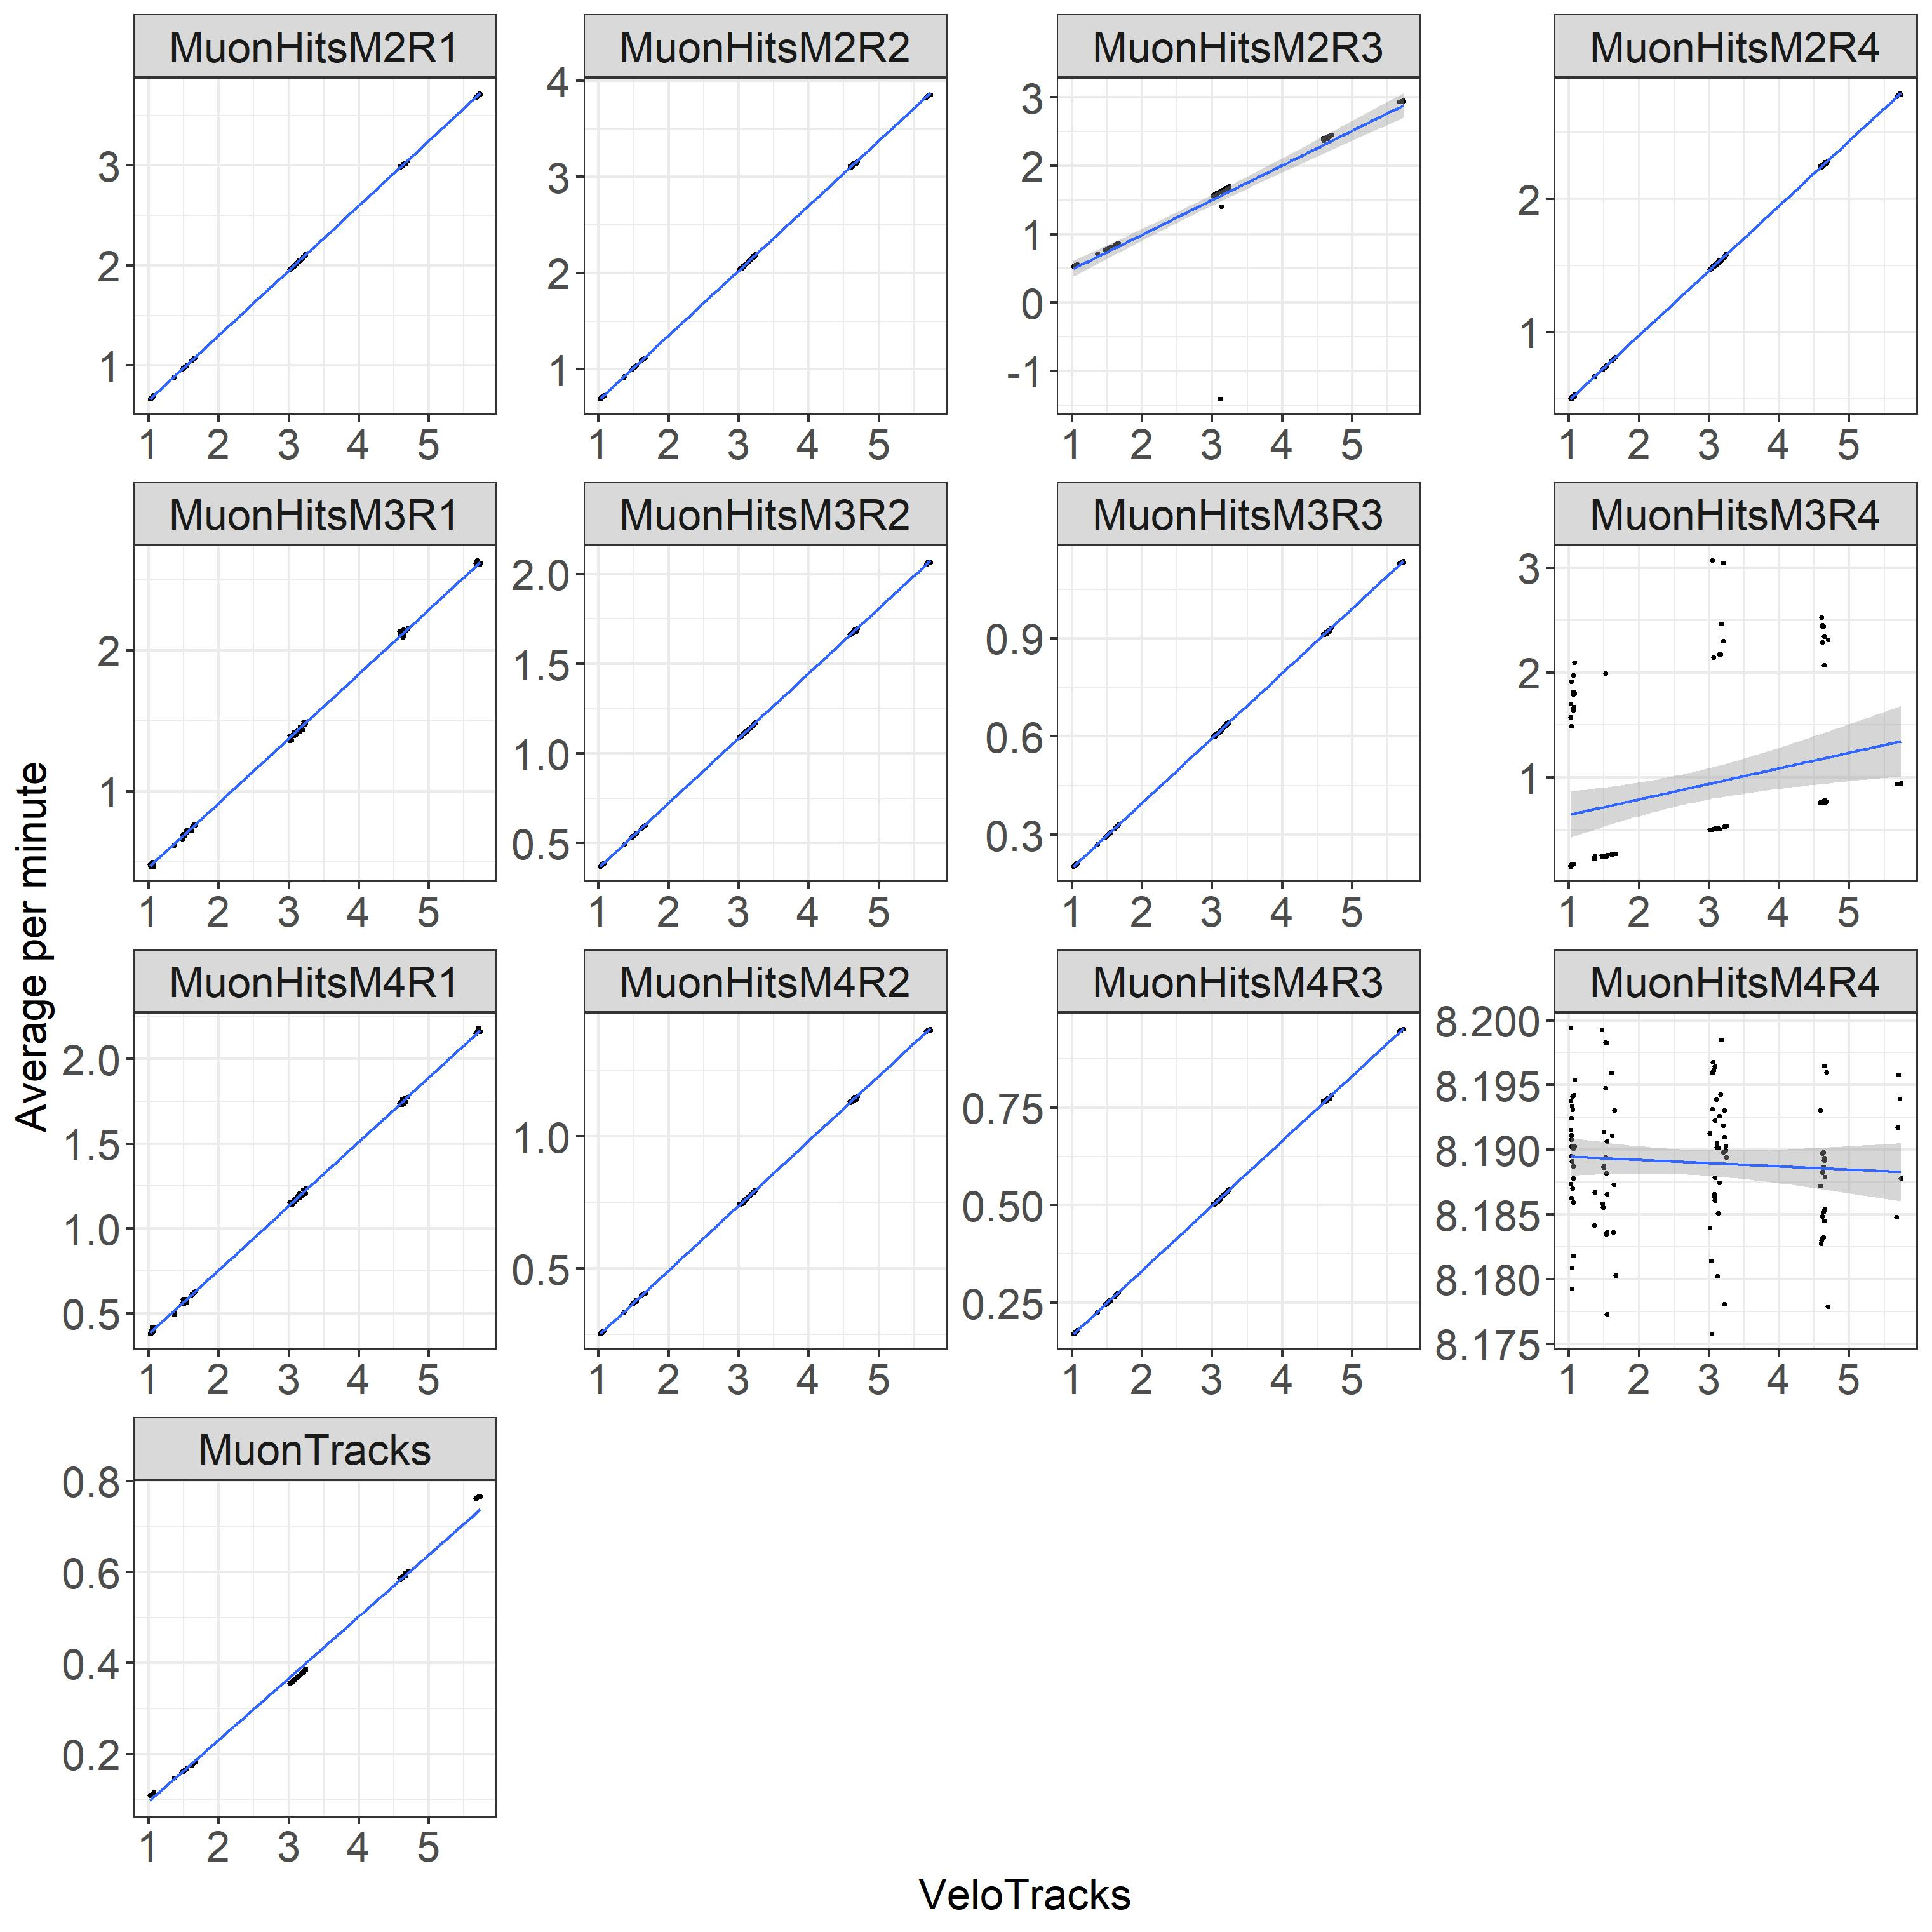 MuonHitsM2R1 MuonHitsM2R2 MuonHitsM2R3 MuonHitsM2R4
3
2
1
4
3
2
1
3
2
1
0
-1
2
1
1 2 3 4 5
1 2 3 4 5
1 2 3 4 5
1 2 3 4 5
MuonHitsM3R1 MuonHitsM3R2 MuonHitsM3R3 MuonHitsM3R4
2
1
2.0
1.5
1.0
0.5
0.9
0.6
0.3
3
2
1
1 2 3 4 5
1 2 3 4 5
1 2 3 4 5
1 2 3 4 5
Average per minute
MuonHitsM4R1 MuonHitsM4R2 MuonHitsM4R3 MuonHitsM4R4
2.0
1.5
1.0
0.5
1.0
0.5
0.75
0.50
0.25
8.200
8.195
8.190
8.185
8.180
8.175
1 2 3 4 5
1 2 3 4 5
1 2 3 4 5
1 2 3 4 5
MuonTracks
0.8
0.6
0.4
0.2
1 2 3 4 5
VeloTracks